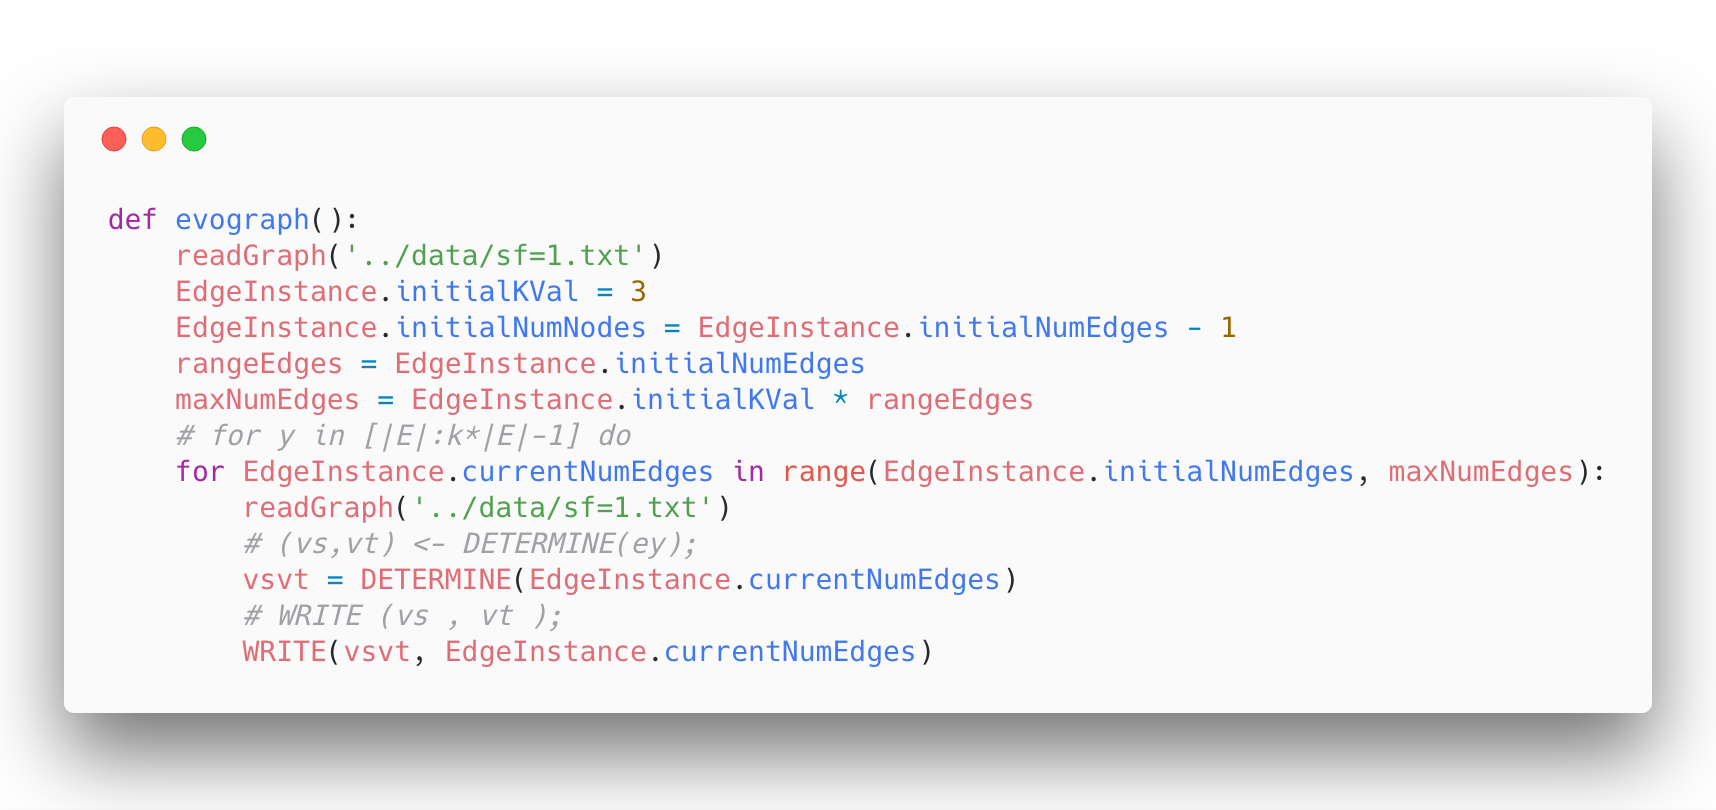 def evograph():
    readGraph('../data/sf=1.txt')
    EdgeInstance.initialKVal = 3
    EdgeInstance.initialNumNodes = EdgeInstance.initialNumEdges - 1
    rangeEdges = EdgeInstance.initialNumEdges
    maxNumEdges = EdgeInstance.initialKVal * rangeEdges
    # for y in [|E|:k*|E|-1] do
    for EdgeInstance.currentNumEdges in range(EdgeInstance.initialNumEdges, maxNumEdges):
        readGraph('../data/sf=1.txt')
        # (vs,vt) <- DETERMINE(ey);
        vsvt = DETERMINE(EdgeInstance.currentNumEdges)
        # WRITE (vs , vt );
        WRITE(vsvt, EdgeInstance.currentNumEdges)